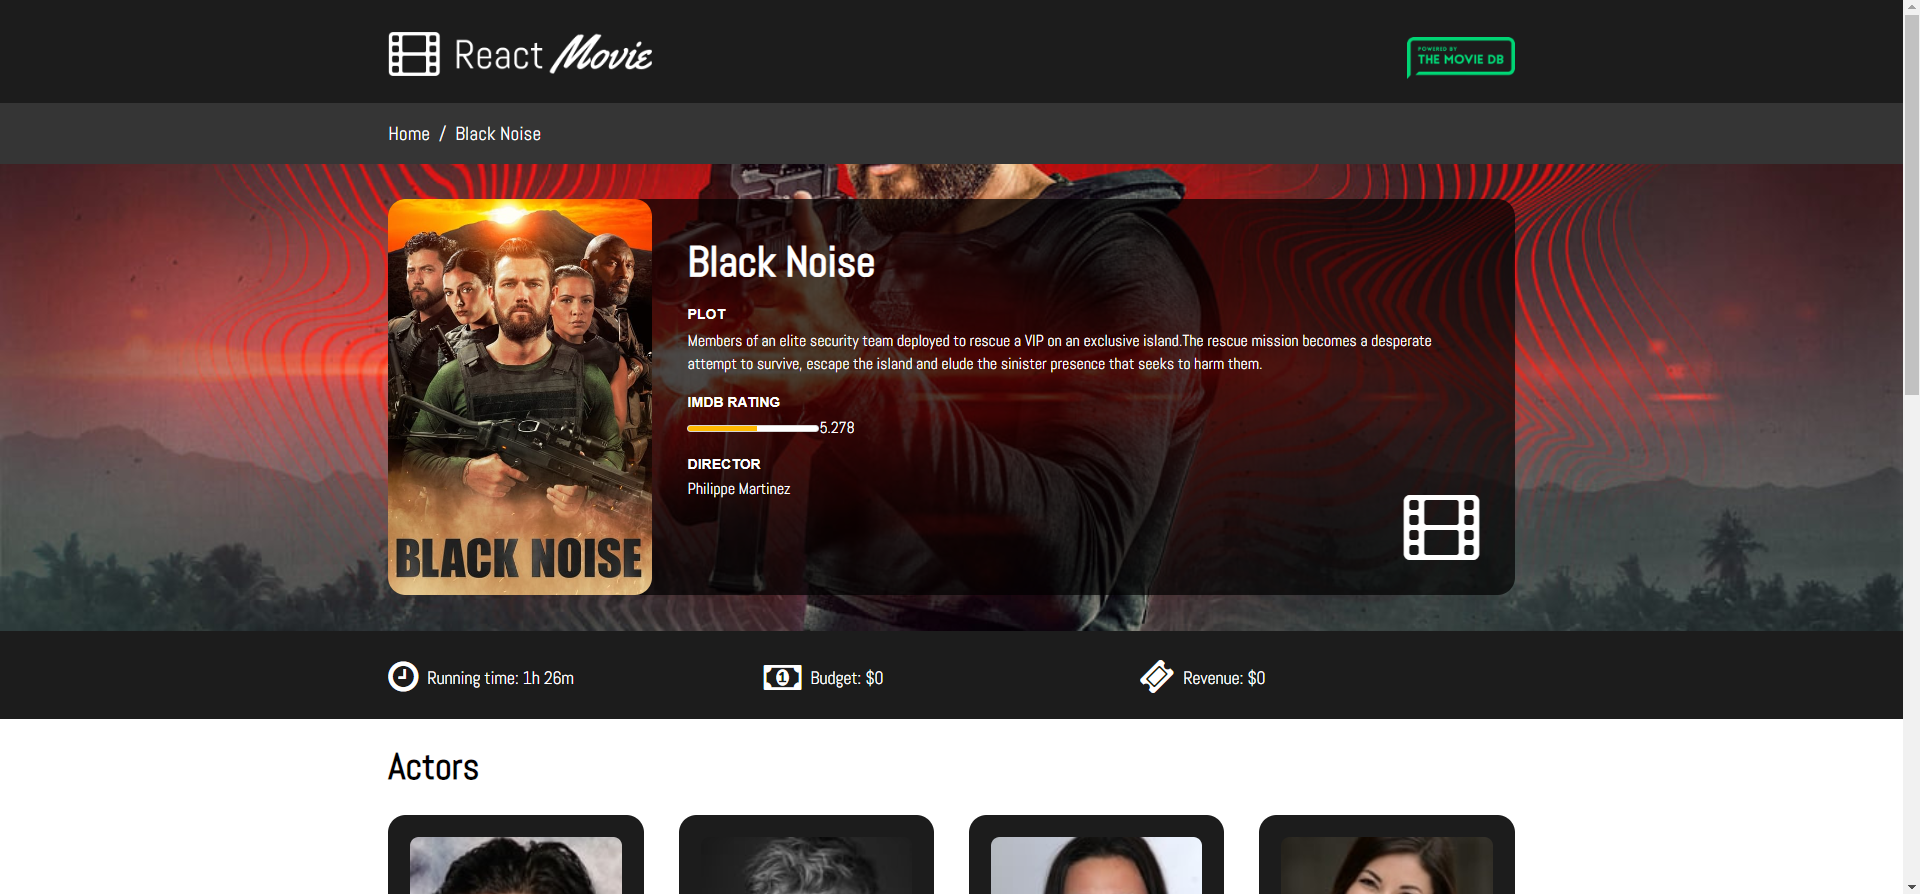 React Movie
POWERED BY
THE MOVIE DB
Home / Black Noise
Black Noise
PLOT
Members of an elite security team deployed to rescue a VIP on an exclusive island.The rescue mission becomes a desperate
attempt to survive, escape the island and elude the sinister presence that seeks to harm them.
IMDB RATING
5.278
DIRECTOR
Philippe Martinez
BLACK NOISE
Running time: 1h 26m
1
Budget: $0
Revenue: $0
Actors